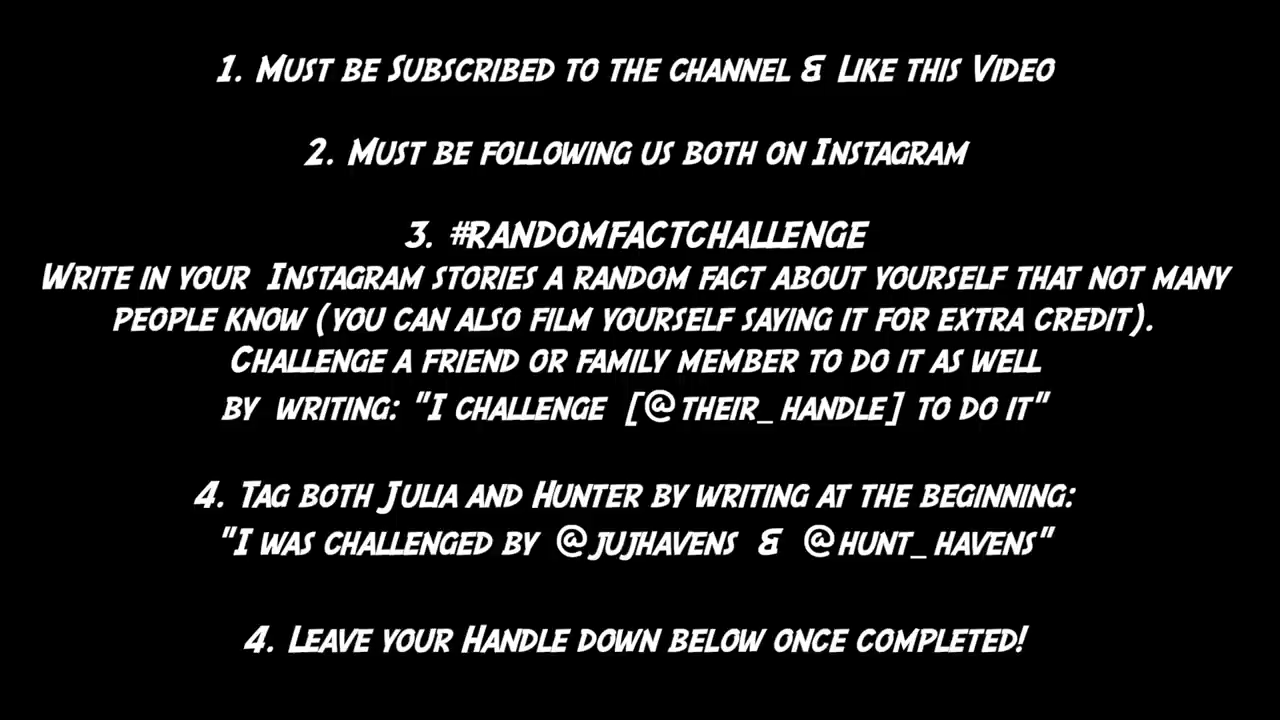 1. Must be Subscribed to the channel & Like this Video
2. Must be following us both on Instagram
3. #RANDOMFACTCHALLENGE
Write in your Instagram stories a random fact about yourself that not many
people know (you can also film yourself saying it for extra credit).
Challenge a friend or family member to do it as well
by writing: "I challenge [@their_handle] to do it"
4. Tag both Julia and Hunter by writing at the beginning:
"I was challenged by @jujhavens & @hunt_havens"
4. Leave your Handle down below once completed!